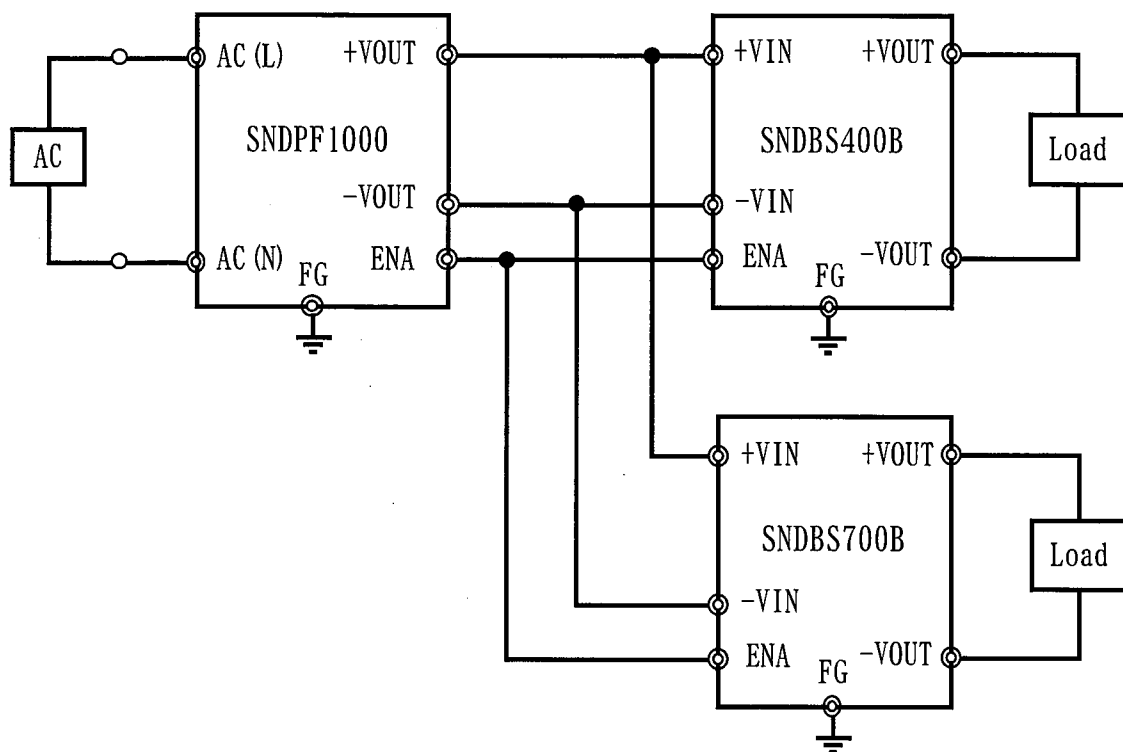 AC
AC(L)
+VOUT
SNDPF1000
-VOUT
AC(N)
ENA
FG
+VIN
+VOUT
SNDBS400B
-VIN
ENA
-VOUT
FG
Load
+VIN
+VOUT
SNDBS700B
-VIN
ENA
-VOUT
FG
Load